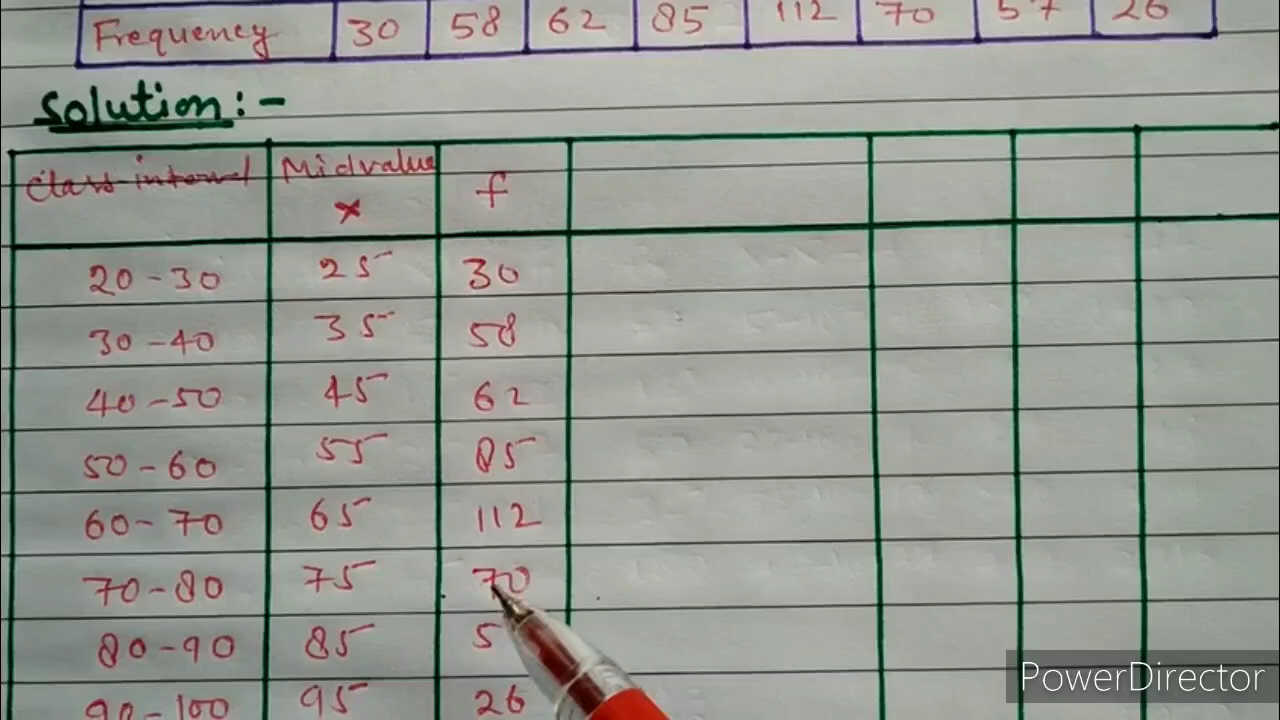 Frequency 30 58 62 85 112 70 57 26
Solution:-
Class interval Midvalue x f
20-30 25 30
30-40 35 58
40-50 45 62
50-60 55 85
60-70 65 112
70-80 75 70
80-90 85 5
90-100 95 26
PowerDirector